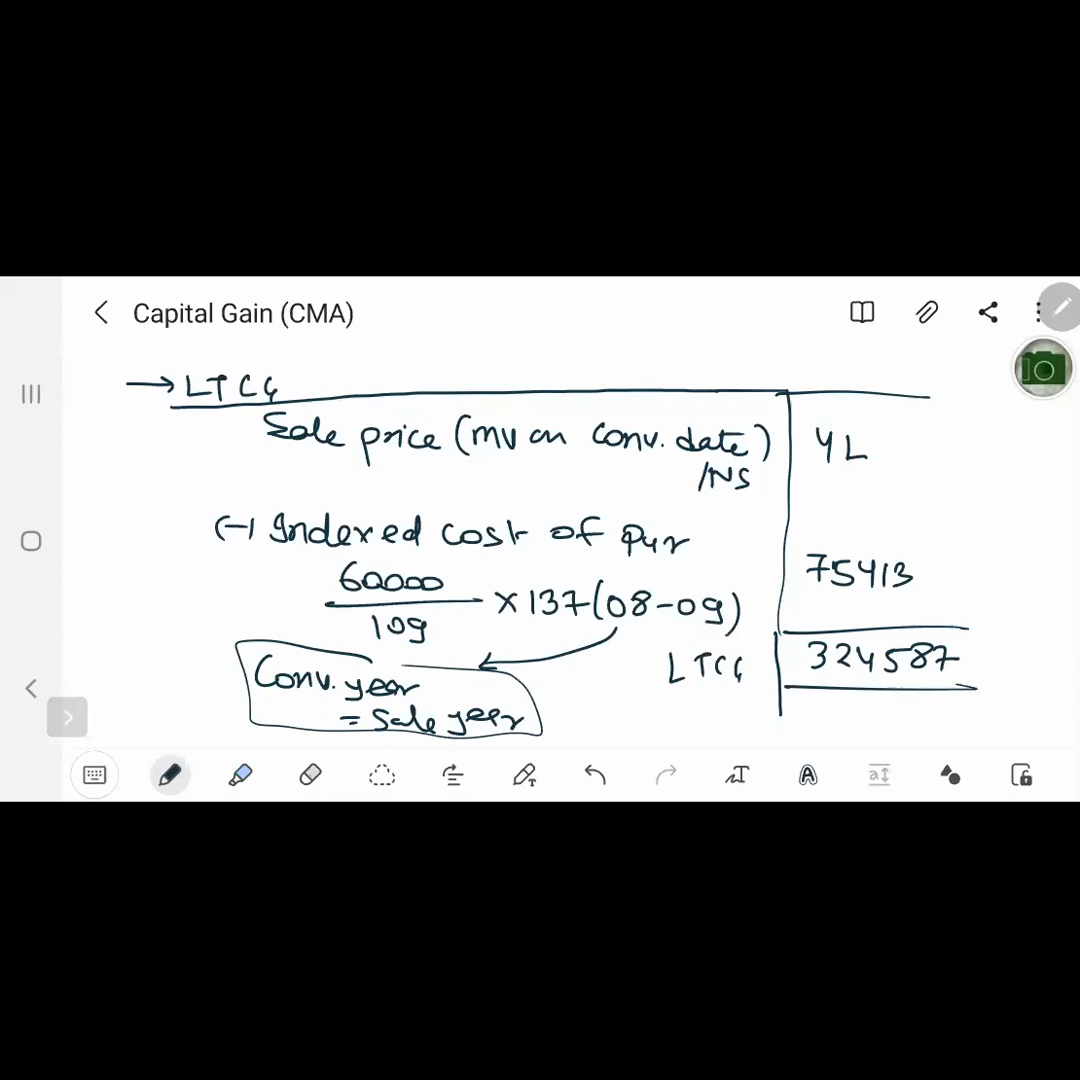 Capital Gain (CMA)
→ LTCG
Sale price (mv on conv. date) 4L
/NS
(-) Indexed cost of pur
60000 75413
× 137 (08-09)
109
LTCG 324587
Conv. year
= Sale year